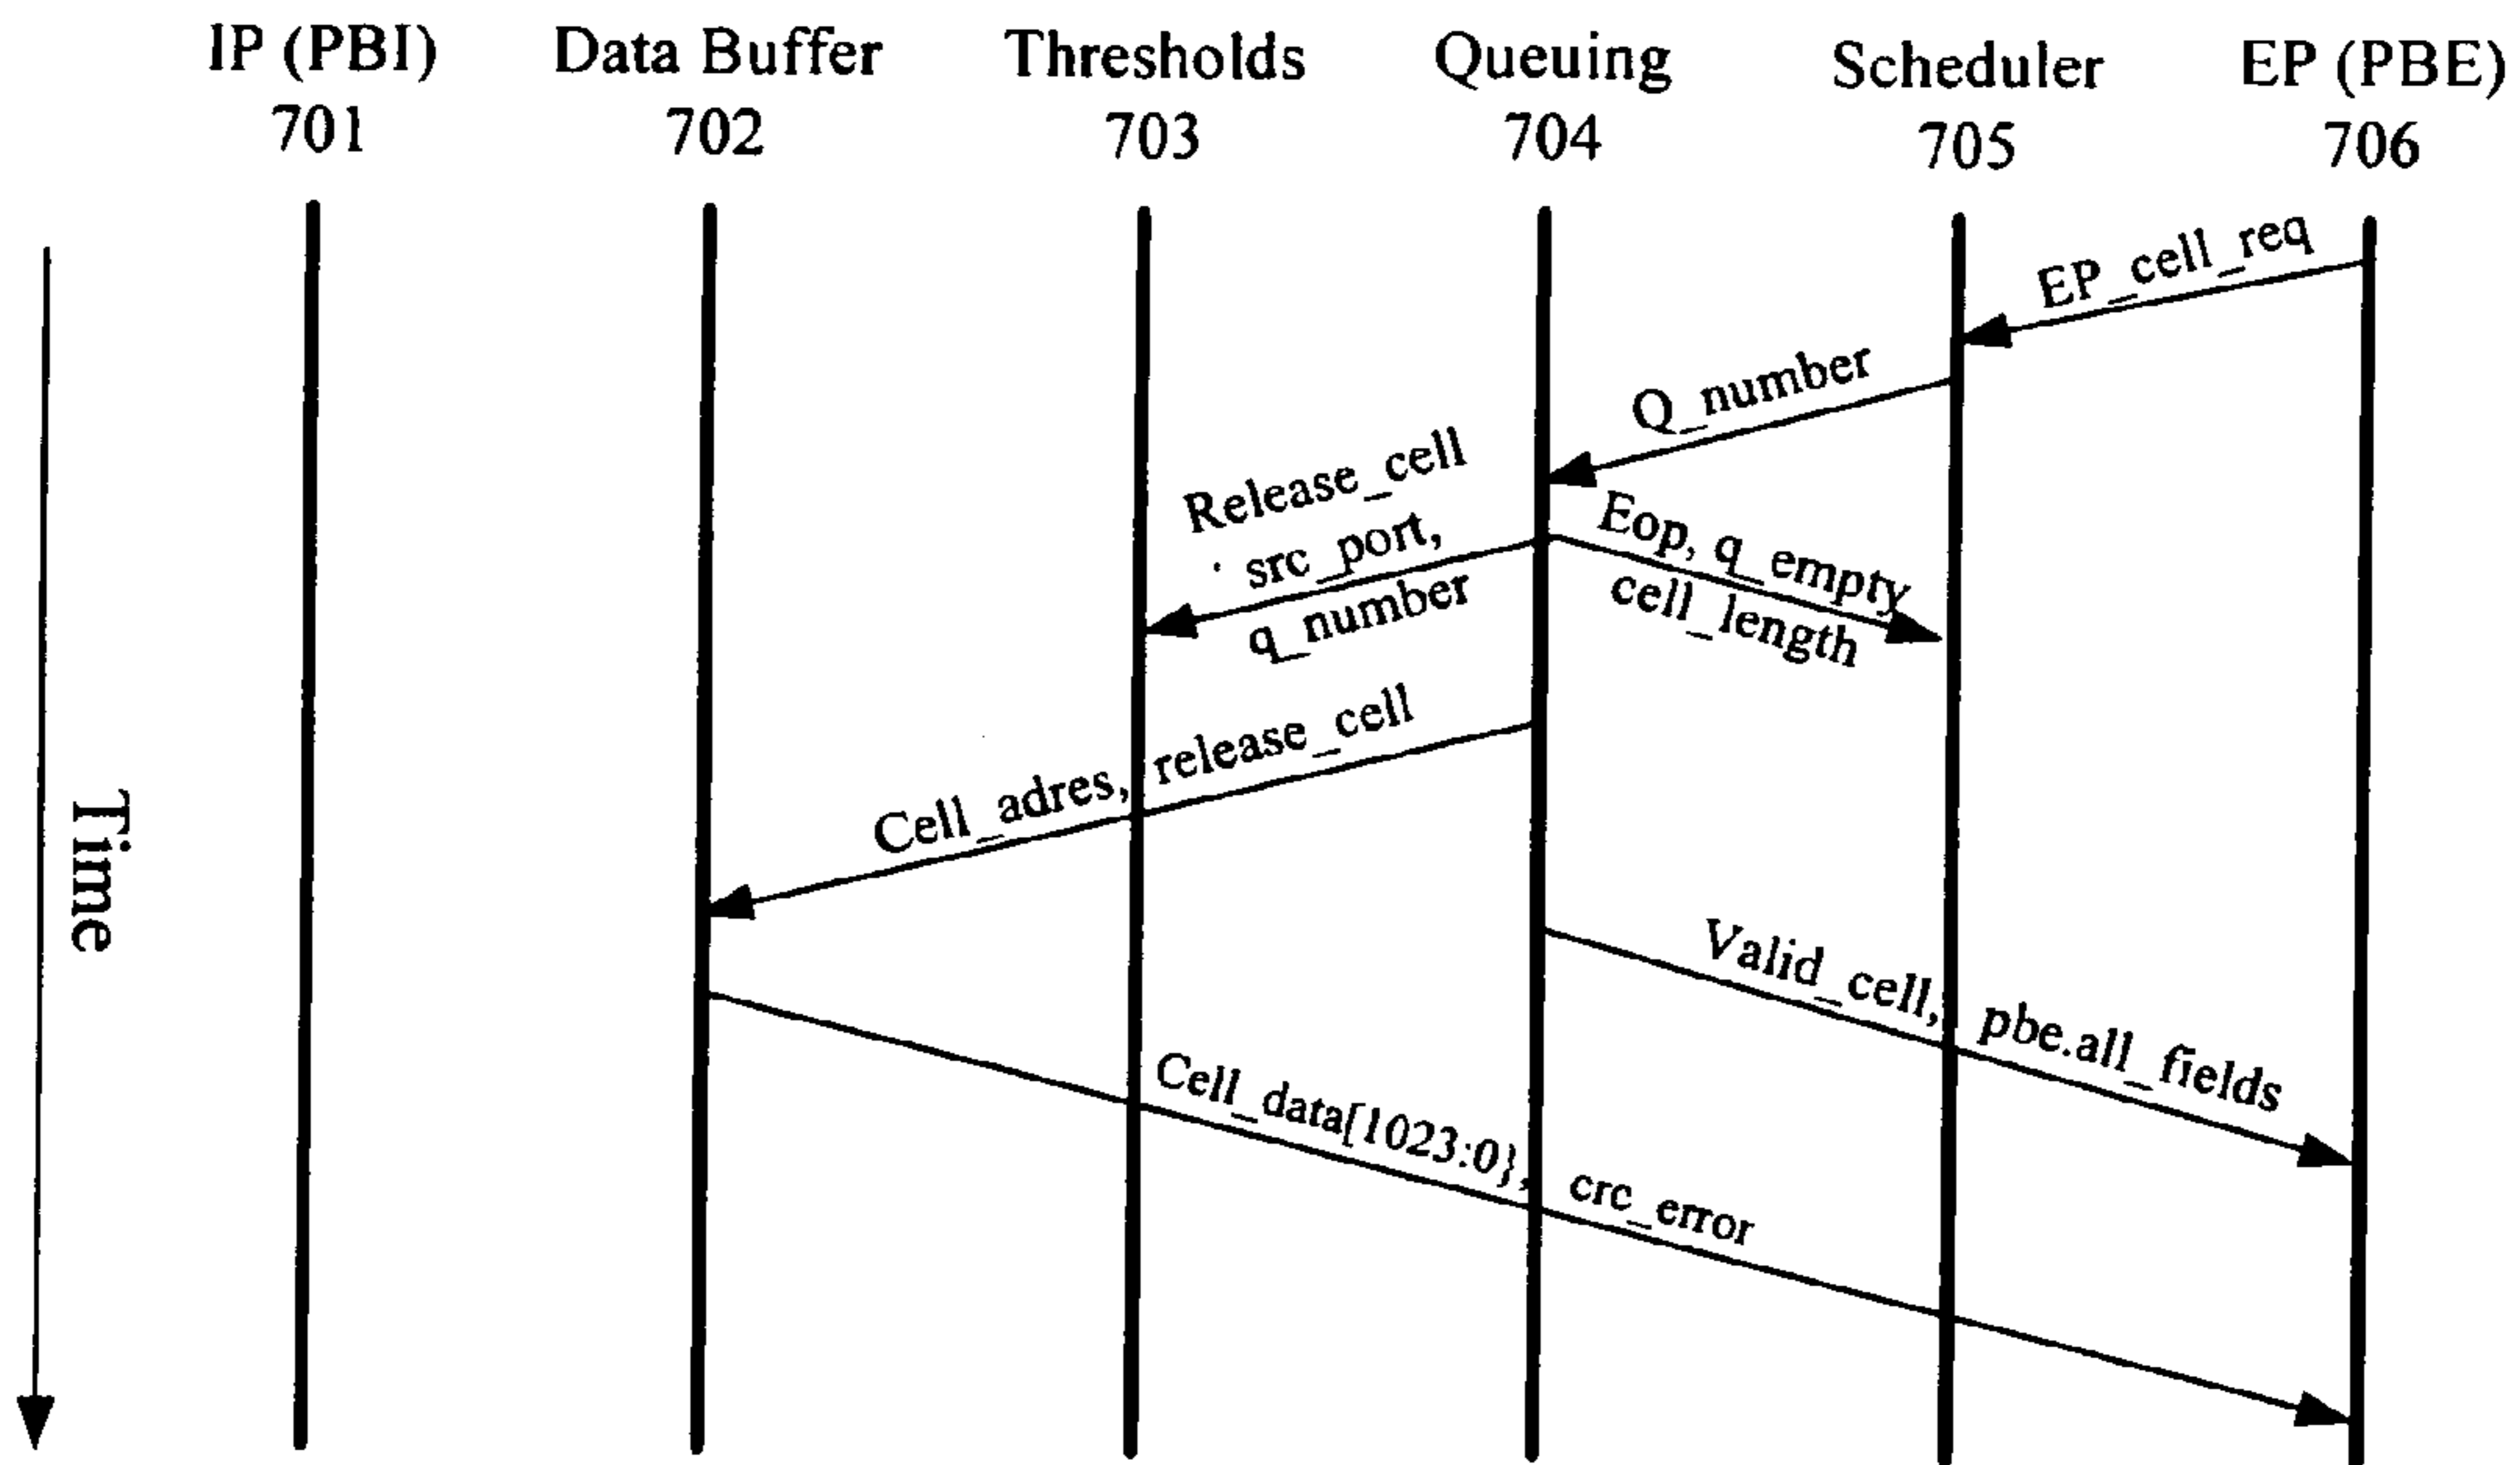 IP (PBI)
701
Data Buffer
702
Thresholds
703
Queuing
704
Scheduler
705
EP (PBE)
706
EP_cell_req
Q_number
Release_cell
src_port,
q_number
Eop, q_empty
cell_length
Cell_adres, release_cell
Valid_cell, pbe.all_fields
Cell_data[1023:0}, crc_error
Time